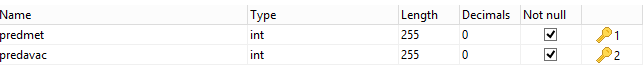 Name Type Length Decimals Not null
predmet int 255 0 1
predavac int 255 0 2